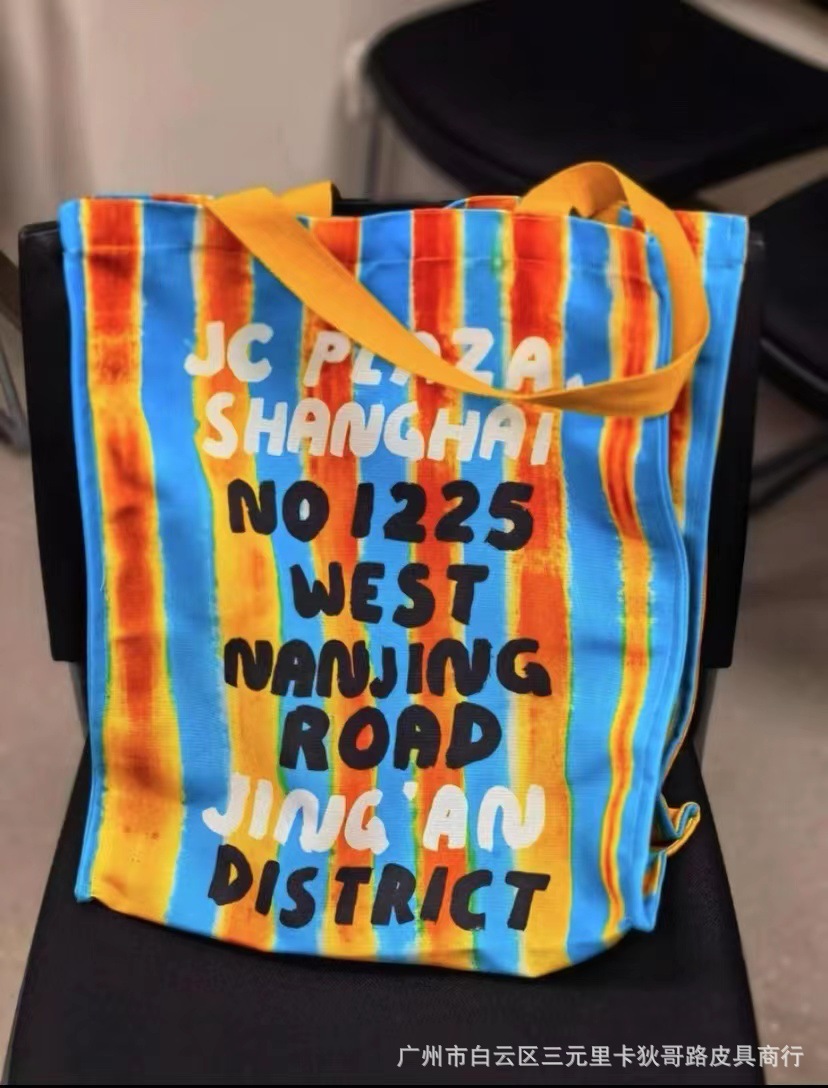 JC PLAZA,
SHANGHAI
NO 1225
WEST
NANJING
ROAD
JING'AN
DISTRICT
广州市白云区三元里卡狄哥路皮具商行